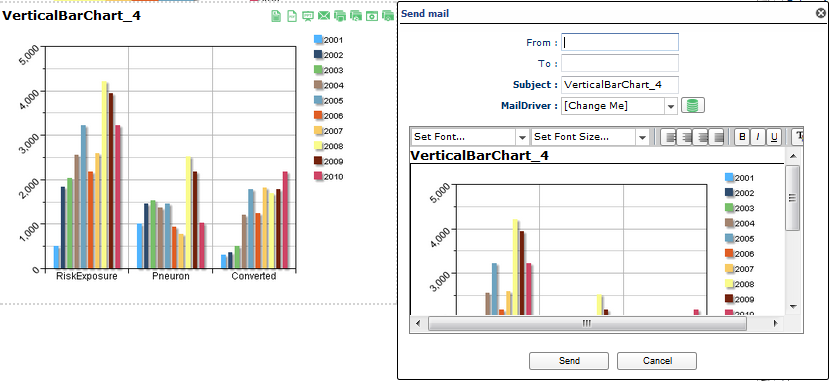 VerticalBarChart_4
5,000
4,000
3,000
2,000
1,000
0
RiskExposure Pneuron Converted
2001
2002
2003
2004
2005
2006
2007
2008
2009
2010
Send mail
From :
To :
Subject : VerticalBarChart_4
MailDriver : [Change Me]
Set Font... Set Font Size... B I U T
VerticalBarChart_4
5,000
4,000
3,000
2001
2002
2003
2004
2005
2006
2007
2008
2009
2010
Send Cancel